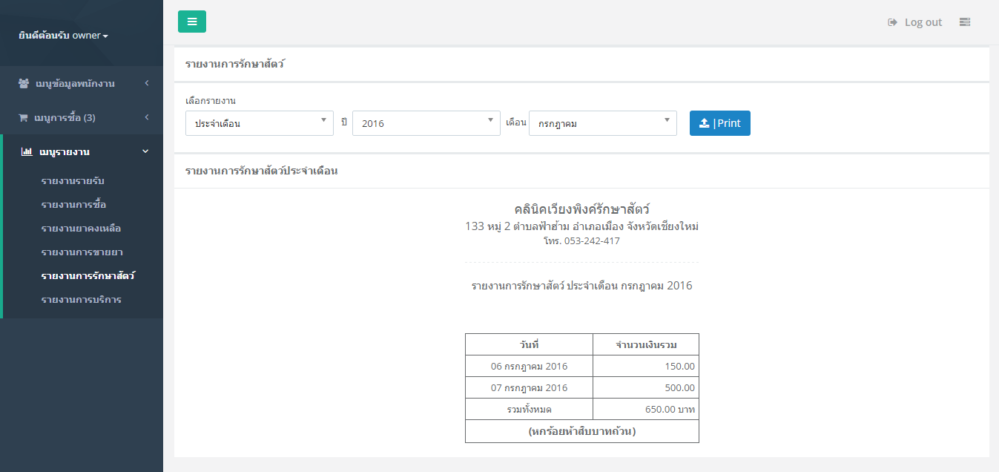 ยินดีต้อนรับ owner
เมนูข้อมูลพนักงาน
เมนูการซื้อ (3)
เมนูรายงาน
รายงานรายรับ
รายงานการซื้อ
รายงานยาคงเหลือ
รายงานการขายยา
รายงานการรักษาสัตว์
รายงานการบริการ
Log out
รายงานการรักษาสัตว์
เลือกรายงาน
ประจำเดือน ปี 2016 เดือน กรกฎาคม |Print
รายงานการรักษาสัตว์ประจำเดือน
คลินิคเวียงพิงค์รักษาสัตว์
133 หมู่ 2 ตำบลฟ้าฮ่าม อำเภอเมือง จังหวัดเชียงใหม่
โทร. 053-242-417
รายงานการรักษาสัตว์ ประจำเดือน กรกฎาคม 2016
วันที่ จำนวนเงินรวม
06 กรกฎาคม 2016 150.00
07 กรกฎาคม 2016 500.00
รวมทั้งหมด 650.00 บาท
(หกร้อยห้าสิบบาทถ้วน)